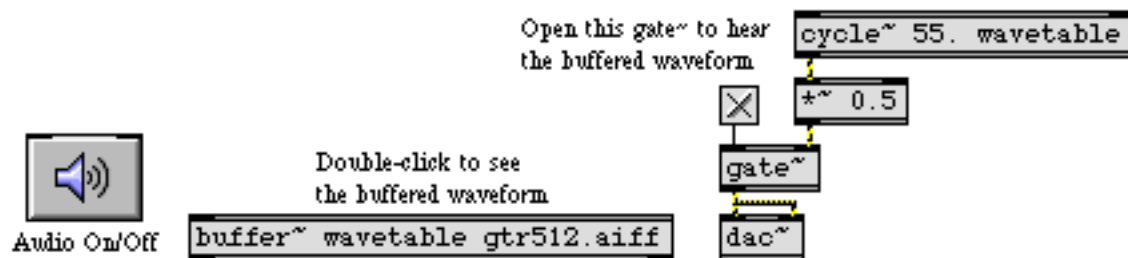 Open this gate~ to hear
the buffered waveform
cycle~ 55. wavetable
*~ 0.5
gate~
Double-click to see
the buffered waveform
Audio On/Off
buffer~ wavetable gtr512.aiff
dac~